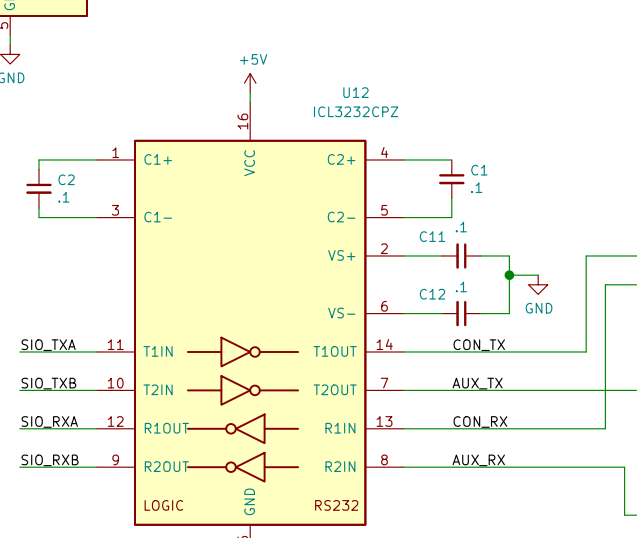 5
GND
+5V
U12
ICL3232CPZ
16
VCC
1
C1+
C2+
4
C2
.1
C1
.1
3
C1-
C2-
5
C11
.1
VS+
2
C12
.1
GND
VS-
6
SIO_TXA
11
T1IN
T1OUT
14
CON_TX
SIO_TXB
10
T2IN
T2OUT
7
AUX_TX
SIO_RXA
12
R1OUT
R1IN
13
CON_RX
SIO_RXB
9
R2OUT
R2IN
8
AUX_RX
LOGIC
GND
RS232